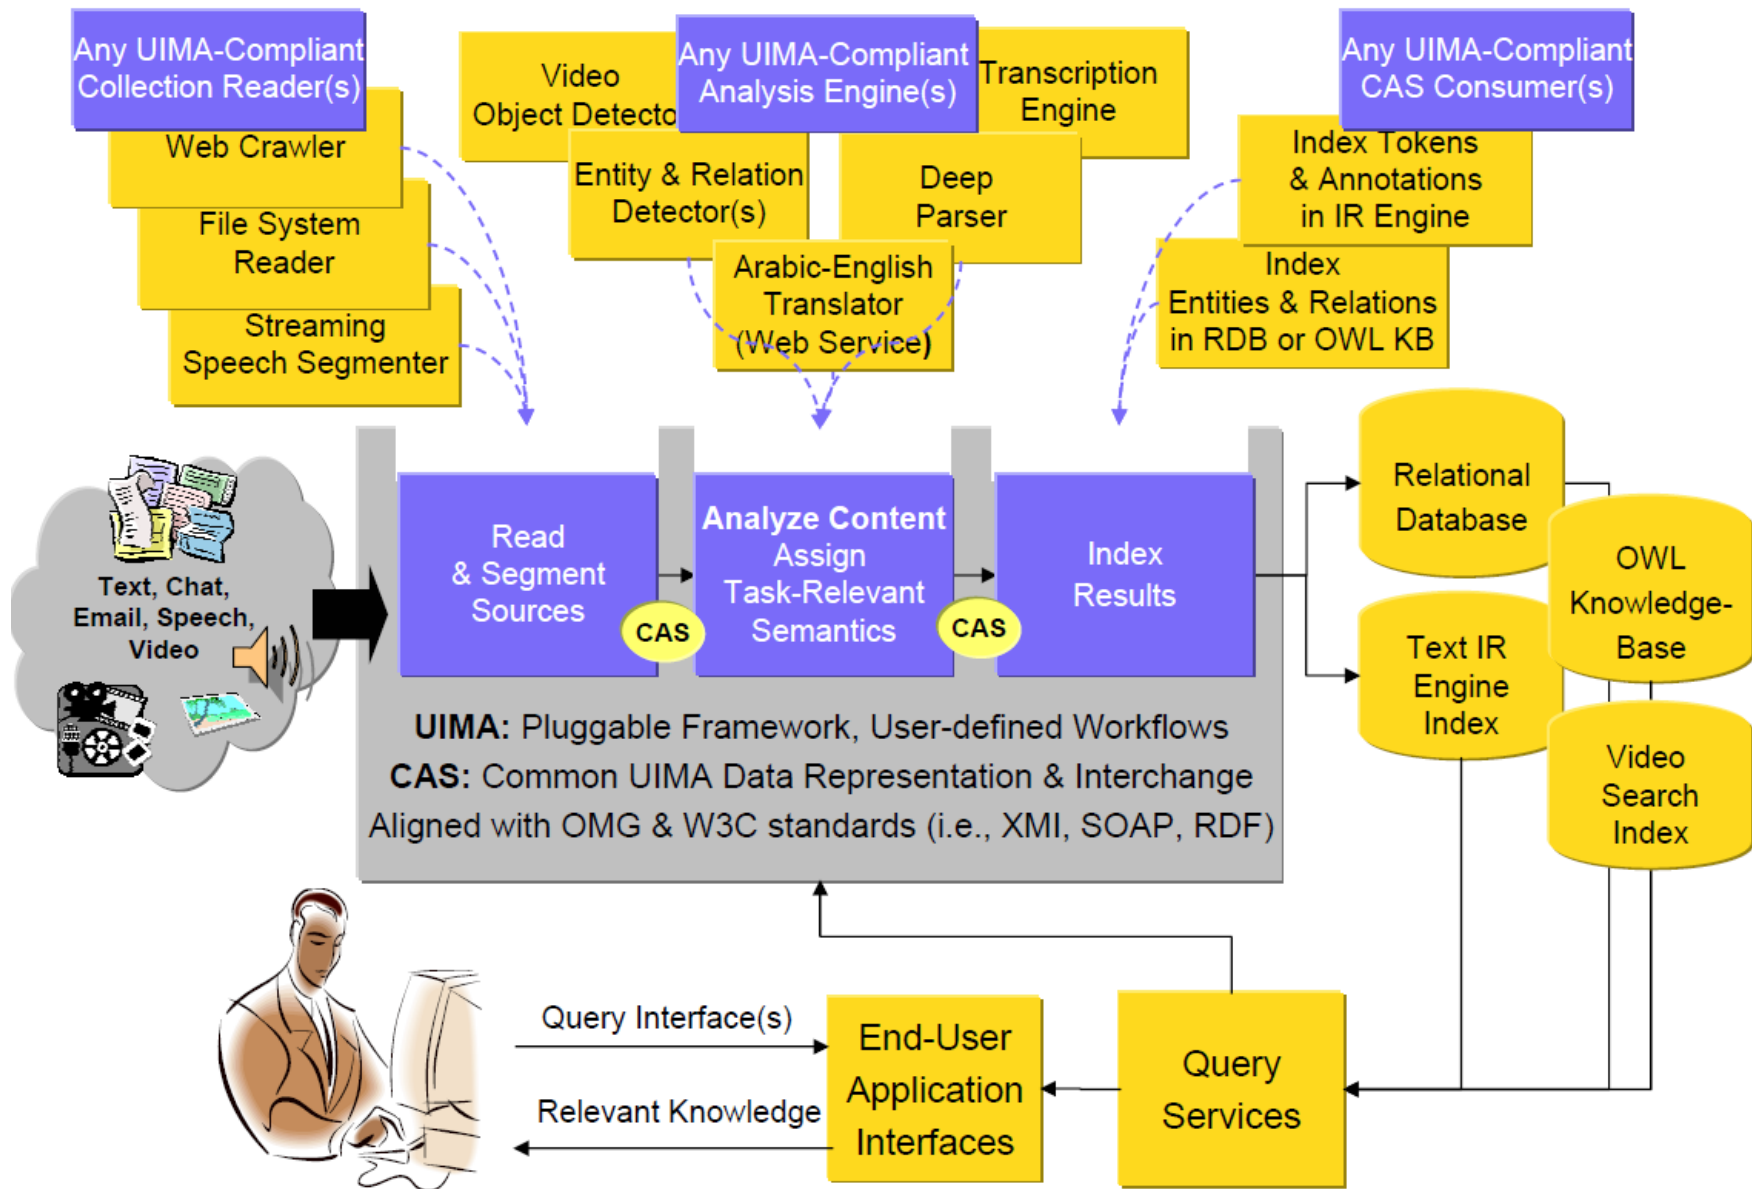 Any UIMA-Compliant
Collection Reader(s)
Web Crawler
File System
Reader
Streaming
Speech Segmenter
Video
Object Detecto
Any UIMA-Compliant
Analysis Engine(s)
Transcription
Engine
Entity & Relation
Detector(s)
Deep
Parser
Arabic-English
Translator
(Web Service)
Any UIMA-Compliant
CAS Consumer(s)
Index Tokens
& Annotations
in IR Engine
Index
Entities & Relations
in RDB or OWL KB
Text, Chat,
Email, Speech,
Video
Read
& Segment
Sources
CAS
Analyze Content
Assign
Task-Relevant
Semantics
CAS
Index
Results
UIMA: Pluggable Framework, User-defined Workflows
CAS: Common UIMA Data Representation & Interchange
Aligned with OMG & W3C standards (i.e., XMI, SOAP, RDF)
Relational
Database
OWL
Knowledge-
Base
Text IR
Engine
Index
Video
Search
Index
Query Interface(s)
Relevant Knowledge
End-User
Application
Interfaces
Query
Services